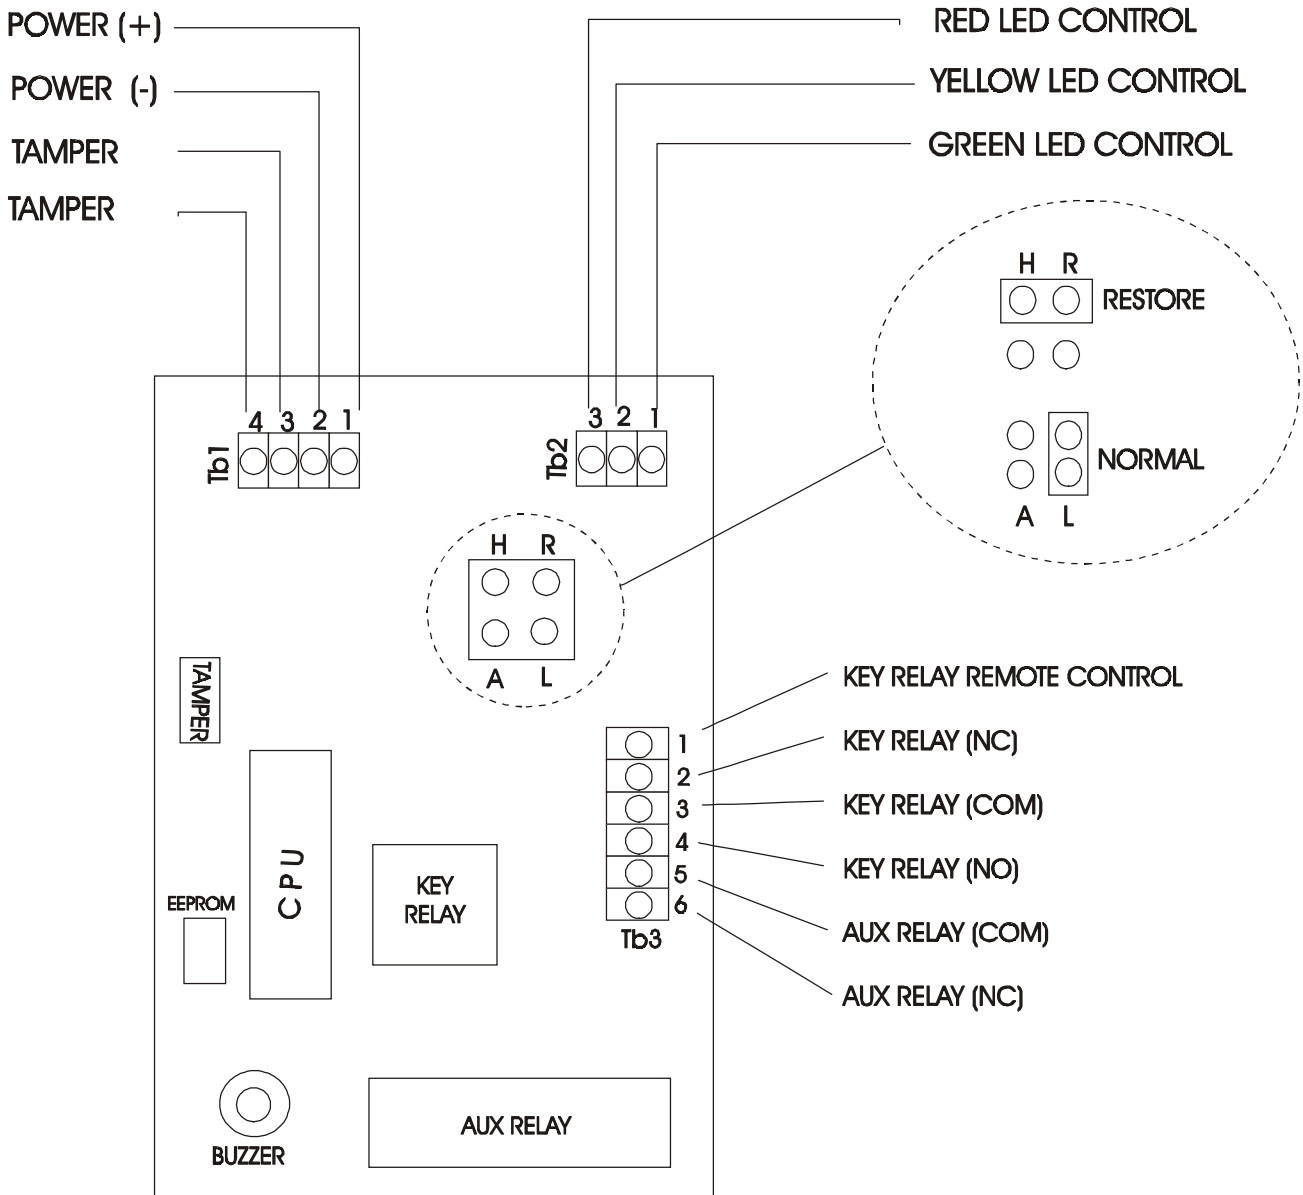 POWER (+)
POWER (-)
TAMPER
TAMPER
RED LED CONTROL
YELLOW LED CONTROL
GREEN LED CONTROL
H R
RESTORE
NORMAL
A L
4 3 2 1
Tb1
3 2 1
Tb2
H R
A L
TAMPER
CPU
EEPROM
KEY
RELAY
1
2
3
4
5
6
Tb3
KEY RELAY REMOTE CONTROL
KEY RELAY (NC)
KEY RELAY (COM)
KEY RELAY (NO)
AUX RELAY (COM)
AUX RELAY (NC)
BUZZER
AUX RELAY